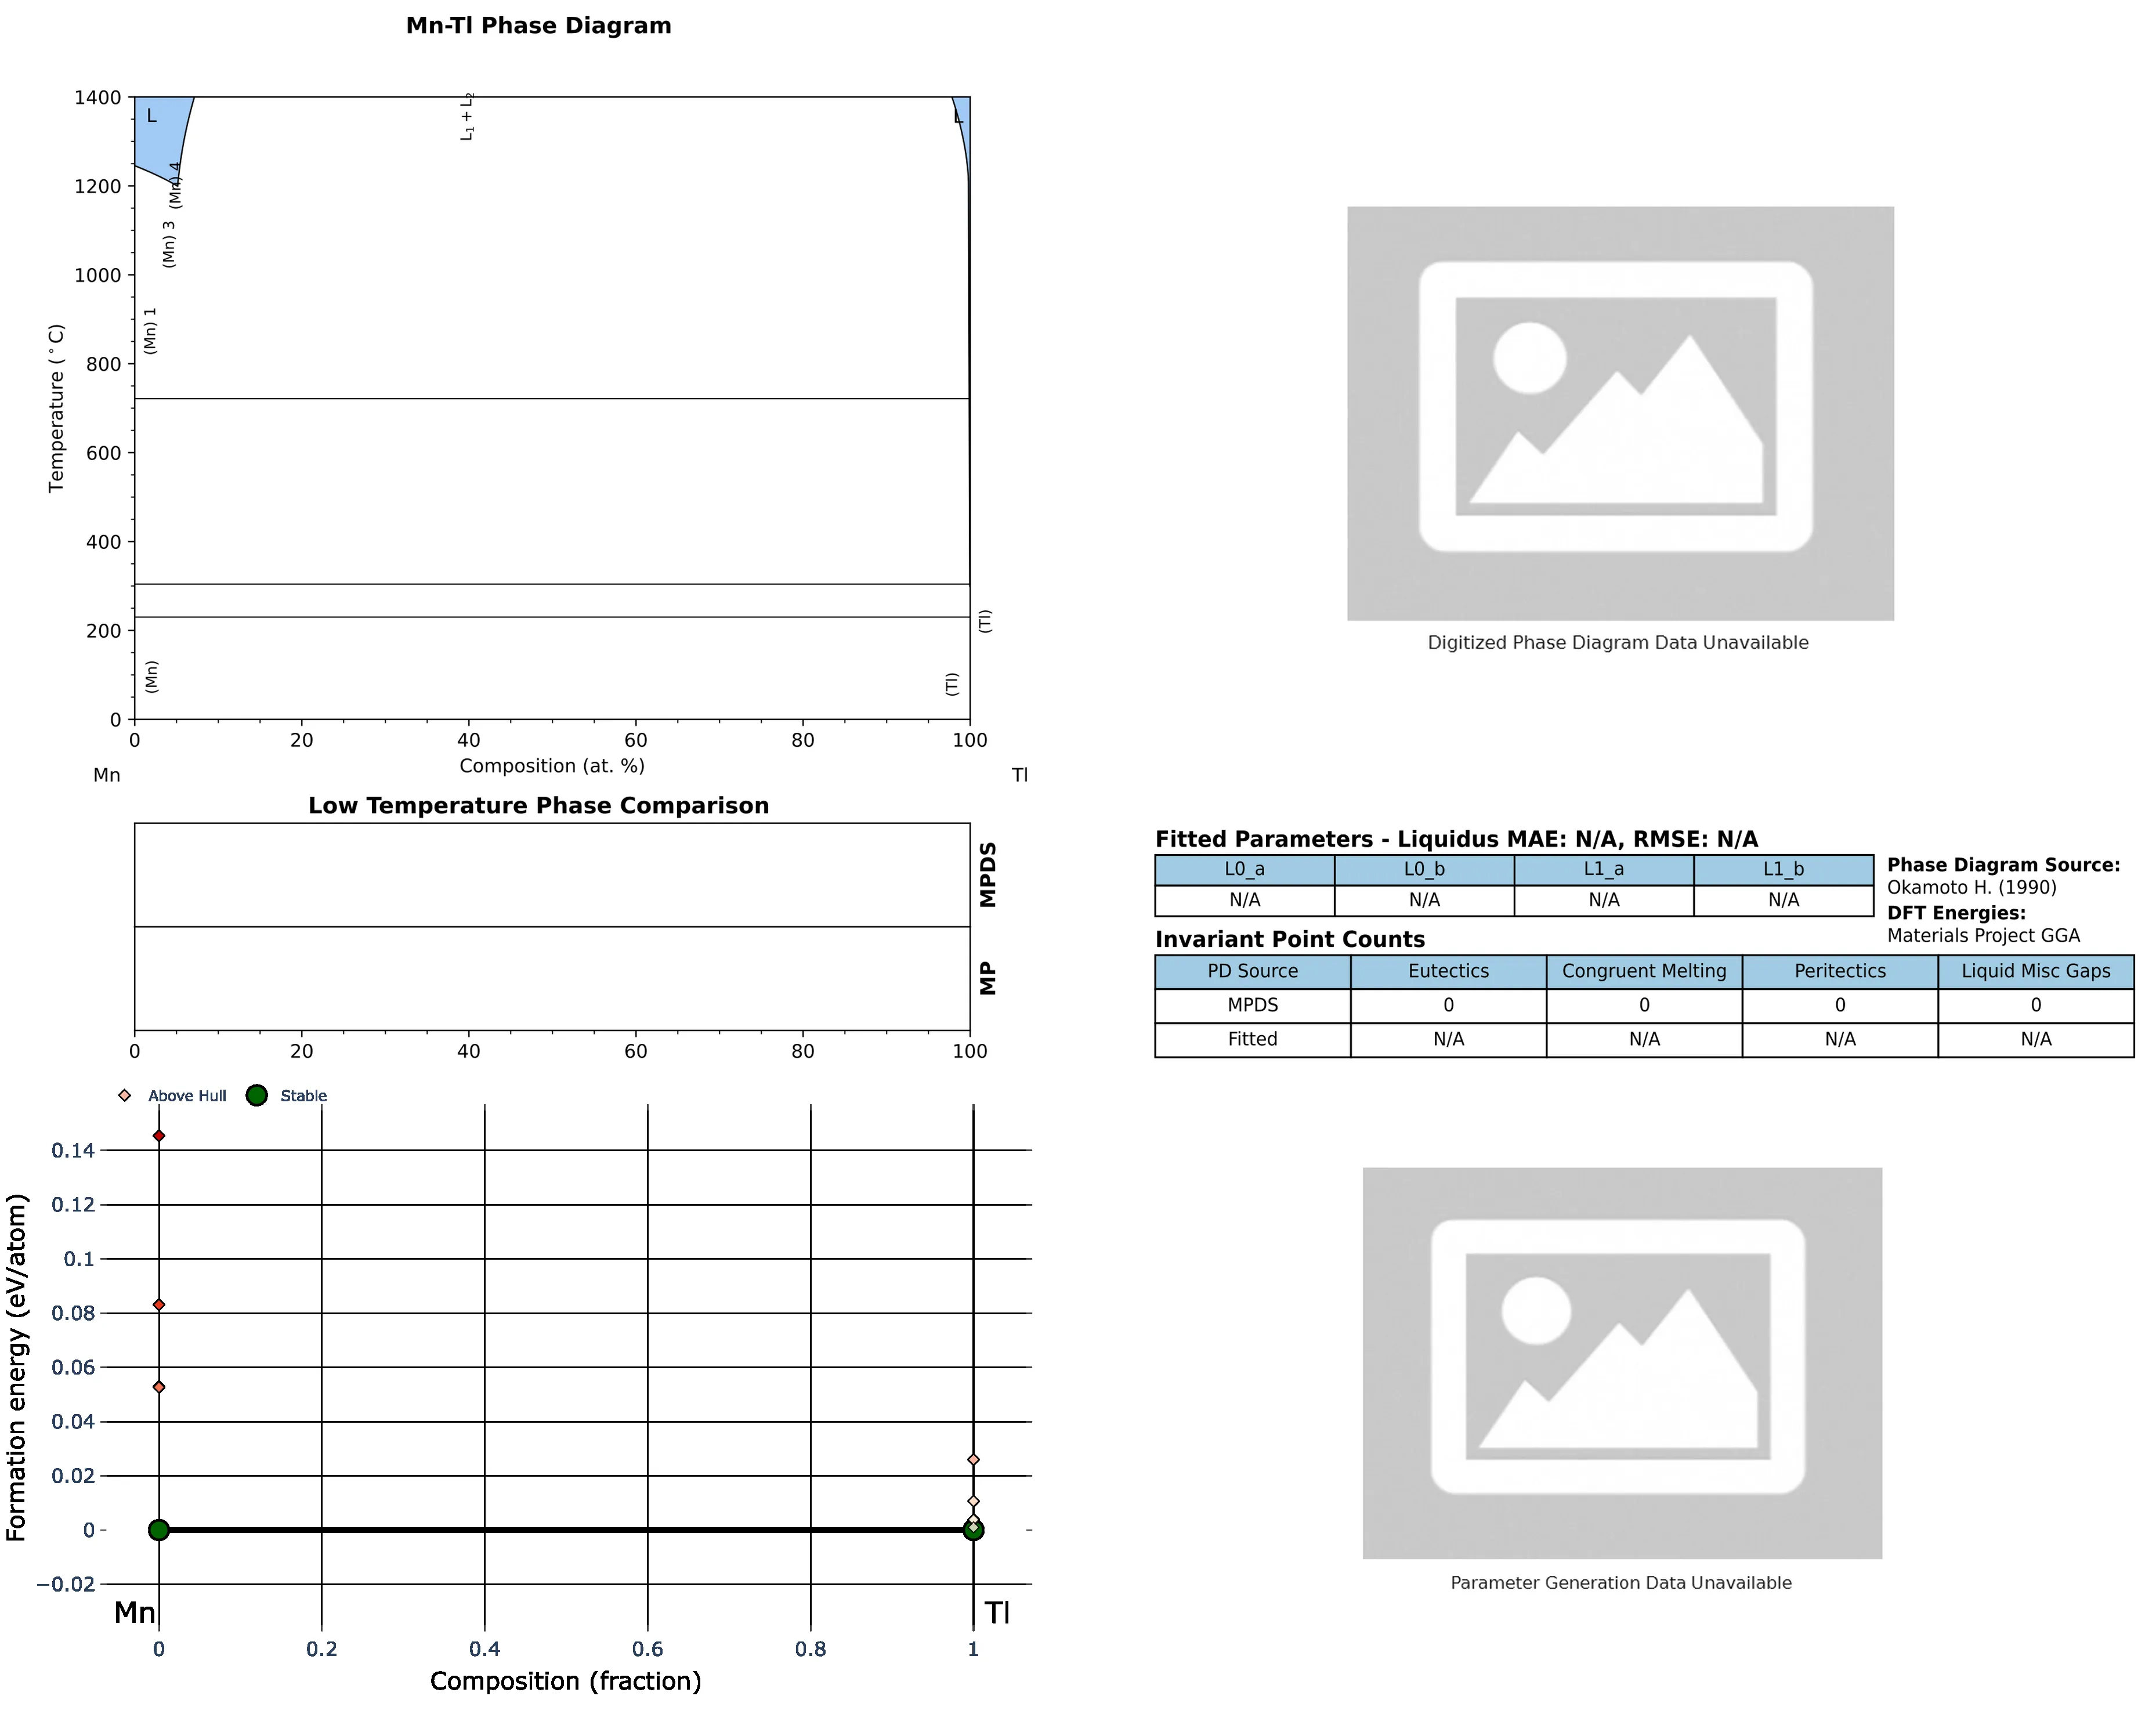 Mn-Tl Phase Diagram
1400
1200
1000
800
600
400
200
0
Temperature (°C)
L
L
L₁ + L₂
(Mn) 4
(Mn) 3
(Mn) 1
(Mn)
(Tl)
(Tl)
0 20 40 60 80 100
Composition (at. %)
Mn Tl
Digitized Phase Diagram Data Unavailable
Low Temperature Phase Comparison
MPDS
MP
0 20 40 60 80 100
Fitted Parameters - Liquidus MAE: N/A, RMSE: N/A
L0_a L0_b L1_a L1_b
N/A N/A N/A N/A
Phase Diagram Source:
Okamoto H. (1990)
DFT Energies:
Materials Project GGA
Invariant Point Counts
PD Source Eutectics Congruent Melting Peritectics Liquid Misc Gaps
MPDS 0 0 0 0
Fitted N/A N/A N/A N/A
Above Hull Stable
0.14
0.12
0.1
0.08
0.06
0.04
0.02
0
−0.02
Formation energy (eV/atom)
Mn Tl
0 0.2 0.4 0.6 0.8 1
Composition (fraction)
Parameter Generation Data Unavailable